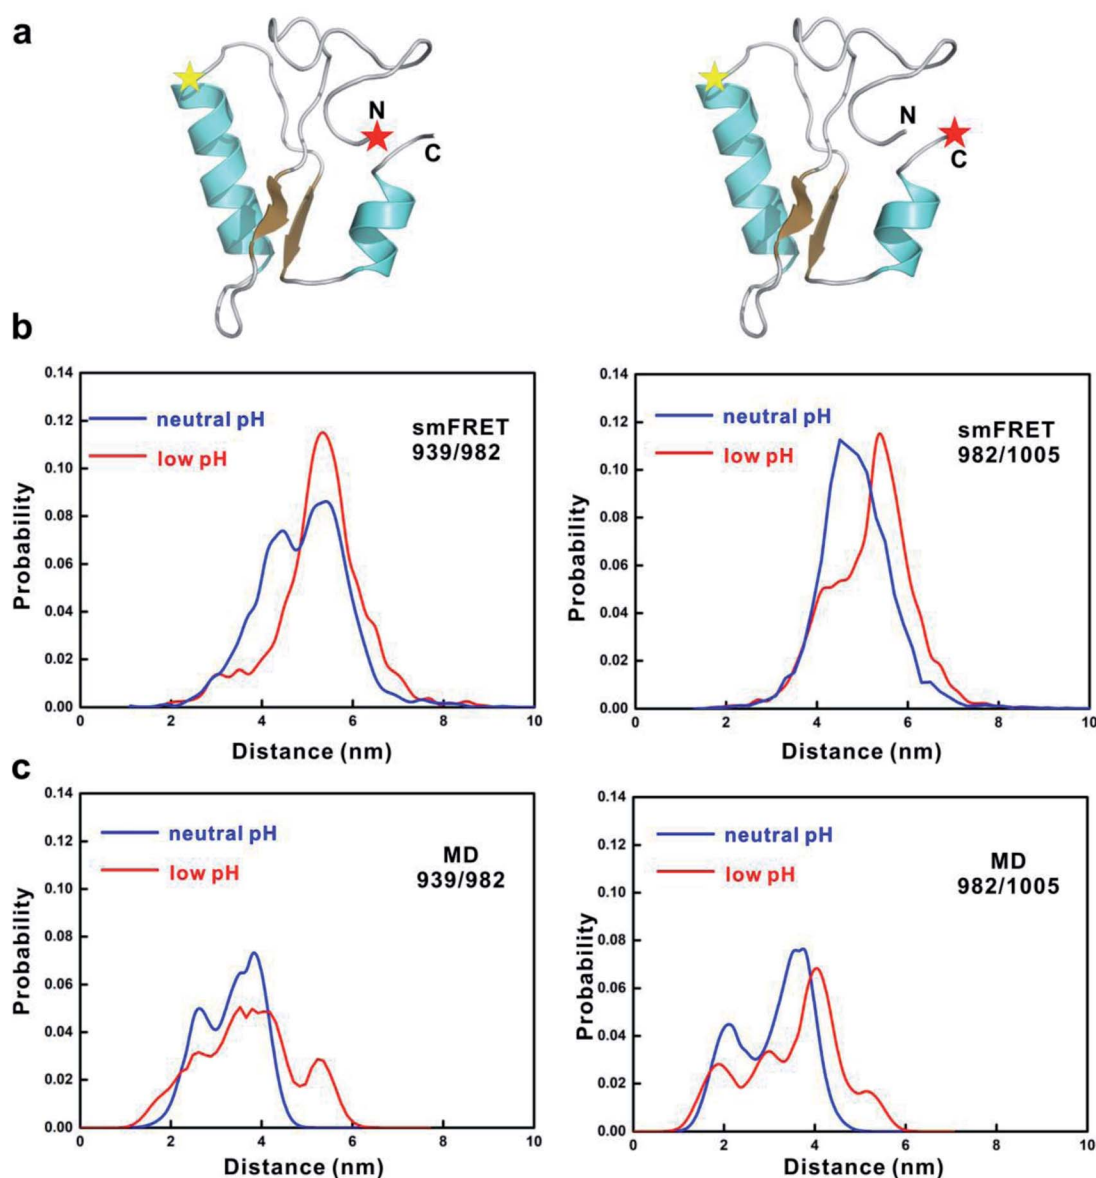 a
N
C
N
C
b
0.14
0.12
0.10
0.08
0.06
0.04
0.02
0.00
Probability
neutral pH
low pH
smFRET
939/982
0
2
4
6
8
10
Distance (nm)
0.14
0.12
0.10
0.08
0.06
0.04
0.02
0.00
Probability
neutral pH
low pH
smFRET
982/1005
0
2
4
6
8
10
Distance (nm)
c
0.14
0.12
0.10
0.08
0.06
0.04
0.02
0.00
Probability
neutral pH
low pH
MD
939/982
0
2
4
6
8
10
Distance (nm)
0.14
0.12
0.10
0.08
0.06
0.04
0.02
0.00
Probability
neutral pH
low pH
MD
982/1005
0
2
4
6
8
10
Distance (nm)